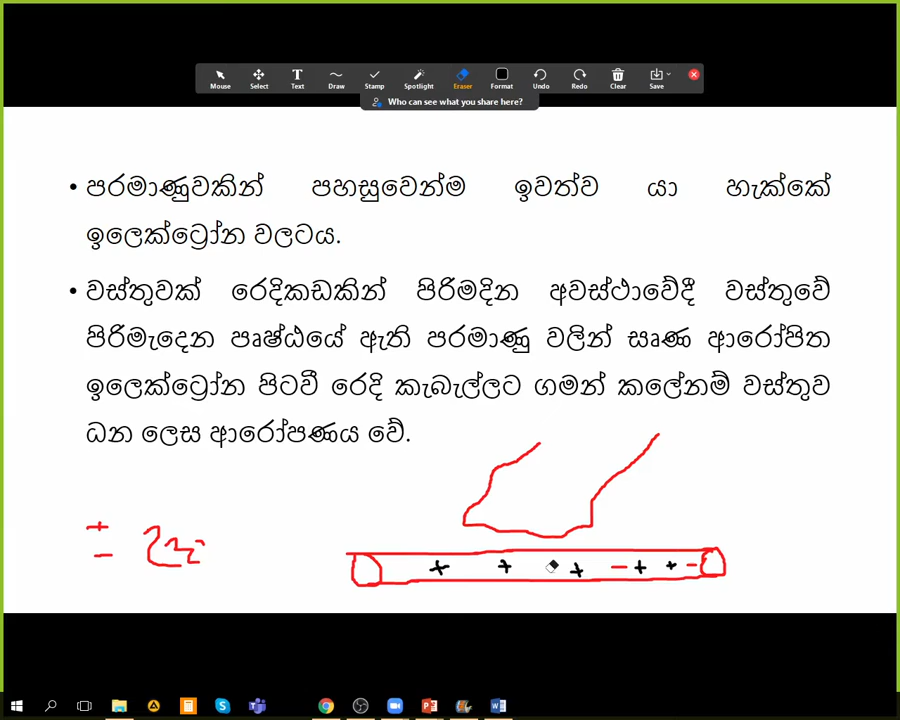 Mouse Select Text Draw Stamp Spotlight Eraser Format Undo Redo Clear Save
Who can see what you share here?
• පරමාණුවකින් පහසුවෙන්ම ඉවත්ව යා හැක්කේ
ඉලෙක්ට්‍රෝන වලටය.
• වස්තුවක් රෙදිකඩකින් පිරිමදින අවස්ථාවේදී වස්තුවේ
පිරිමැදෙන පෘෂ්ඨයේ ඇති පරමාණු වලින් සෘණ ආරෝපිත
ඉලෙක්ට්‍රෝන පිටවී රෙදි කැබැල්ලට ගමන් කලේනම් වස්තුව
ධන ලෙස ආරෝපණය වේ.
+
−
+ + + − + + −